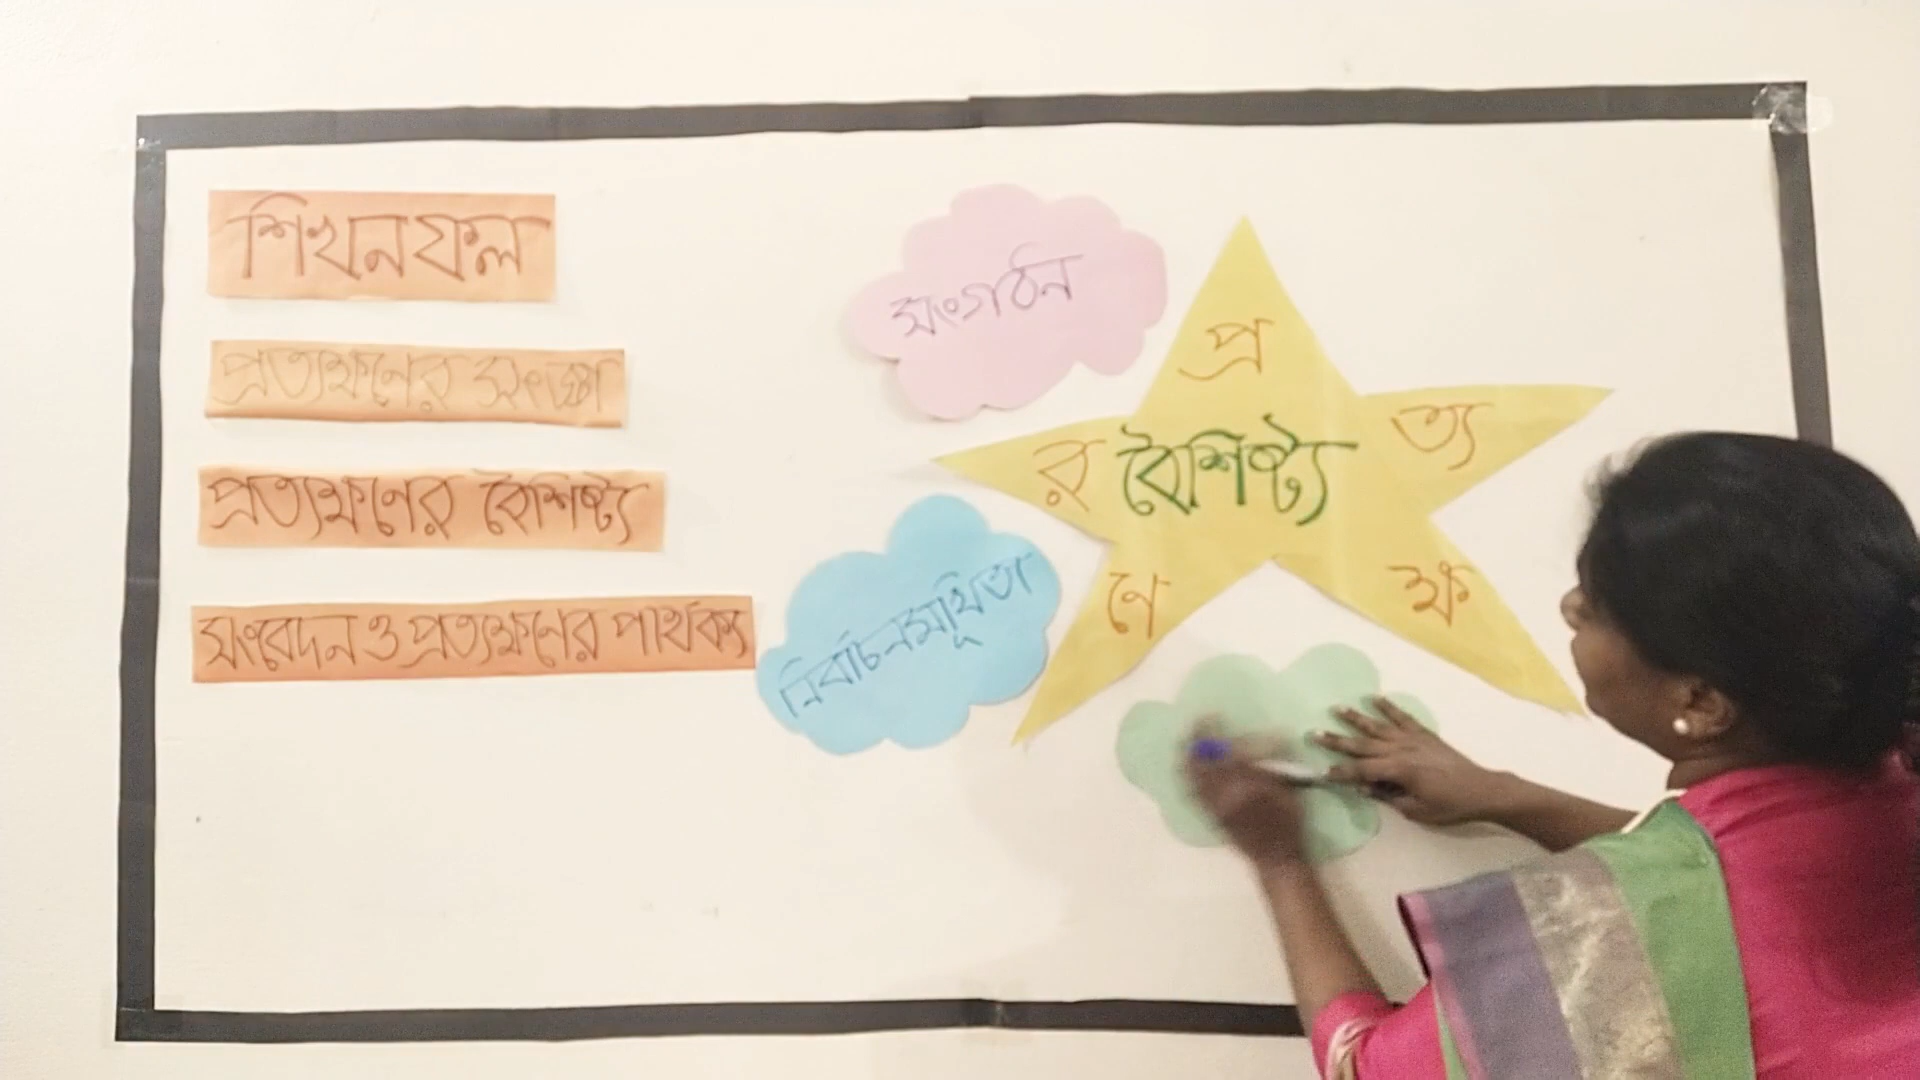 শিখনফল
প্রত্যক্ষণের সংজ্ঞা
প্রত্যক্ষণের বৈশিষ্ট্য
সংবেদন ও প্রত্যক্ষণের পার্থক্য
সংগঠন
নির্বাচনমূখিতা
প্র
ত্য
ক্ষ
ণে
র
বৈশিষ্ট্য